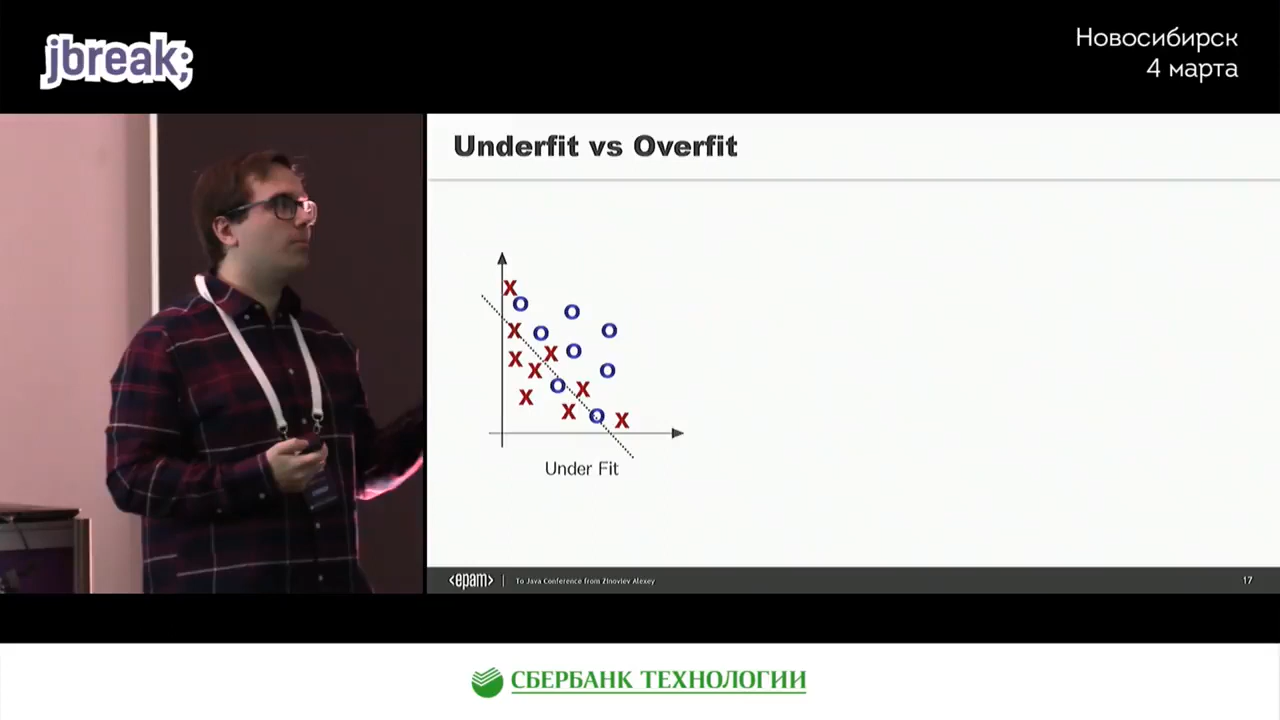 jbreak;
Новосибирск
4 марта
Underfit vs Overfit
X
O
O
X
O
O
X
X
O
X
O
O
X
X
X
O
X
Under Fit
<epam>
To Java Conference from Zinoviev Alexey
17
СБЕРБАНК ТЕХНОЛОГИИ